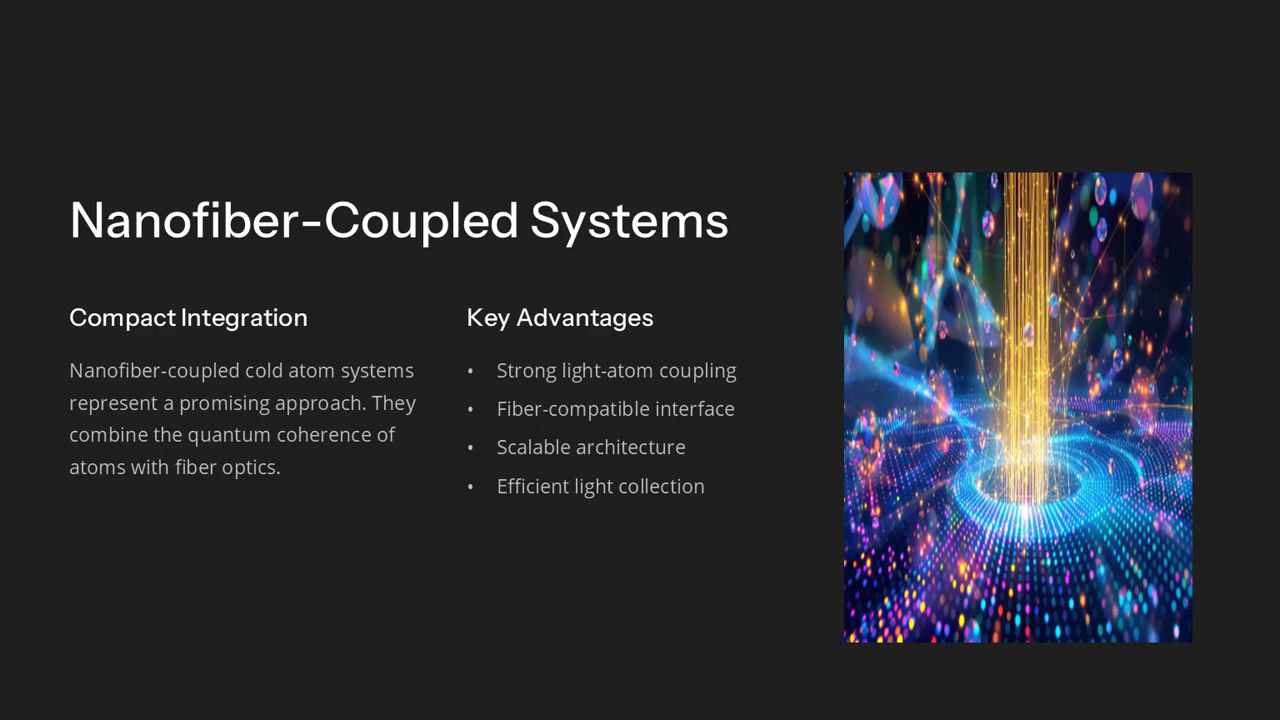 Nanofiber-Coupled Systems
Compact Integration
Nanofiber-coupled cold atom systems
represent a promising approach. They
combine the quantum coherence of
atoms with fiber optics.
Key Advantages
• Strong light-atom coupling
• Fiber-compatible interface
• Scalable architecture
• Efficient light collection